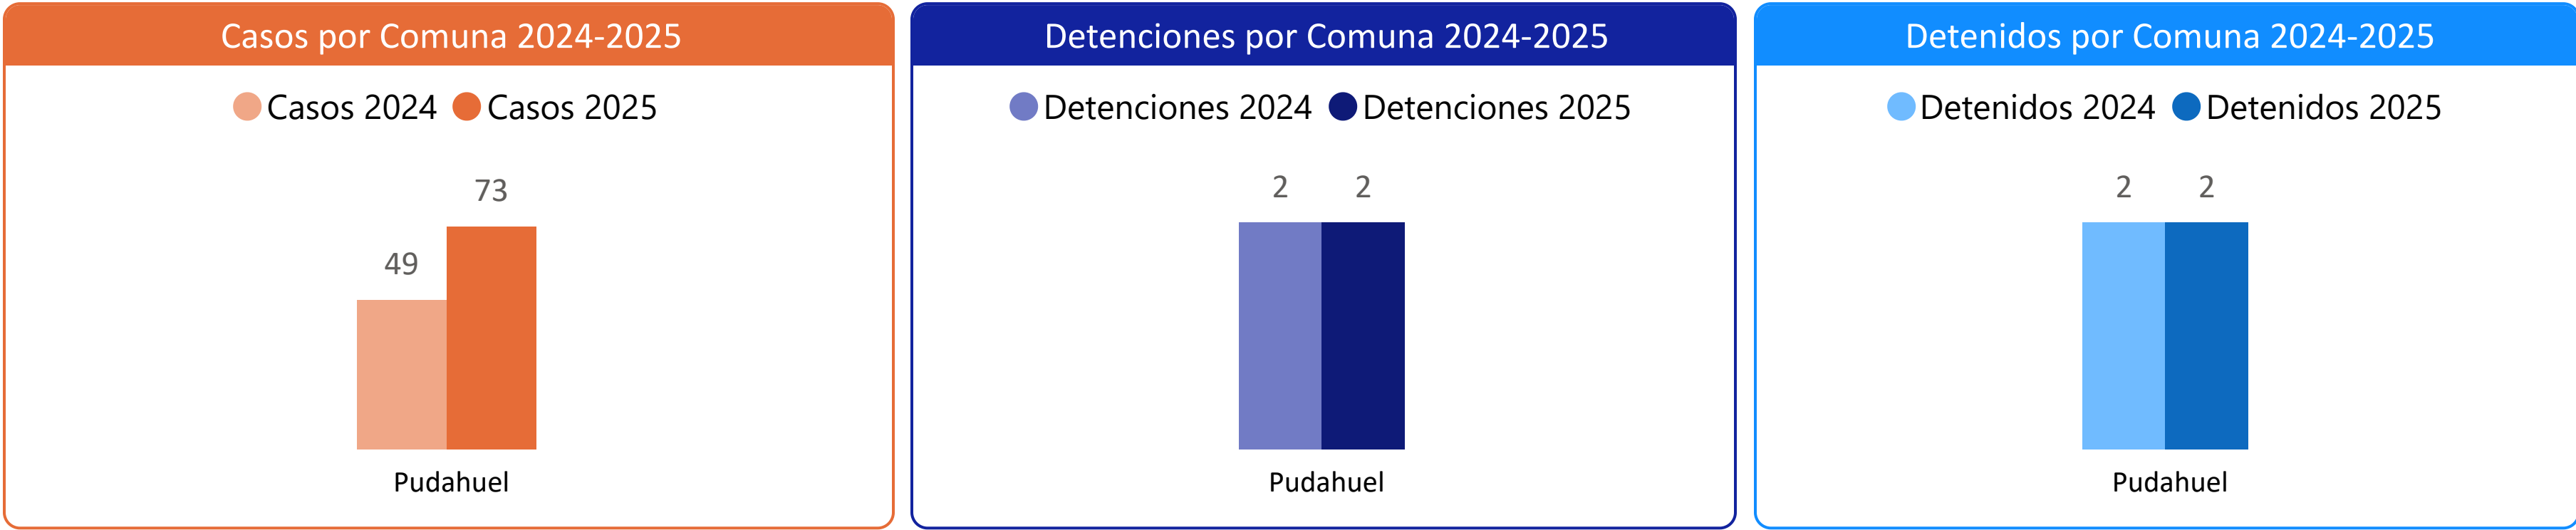 Casos por Comuna 2024-2025
Casos 2024 Casos 2025
73
49
Pudahuel
Detenciones por Comuna 2024-2025
Detenciones 2024 Detenciones 2025
2 2
Pudahuel
Detenidos por Comuna 2024-2025
Detenidos 2024 Detenidos 2025
2 2
Pudahuel